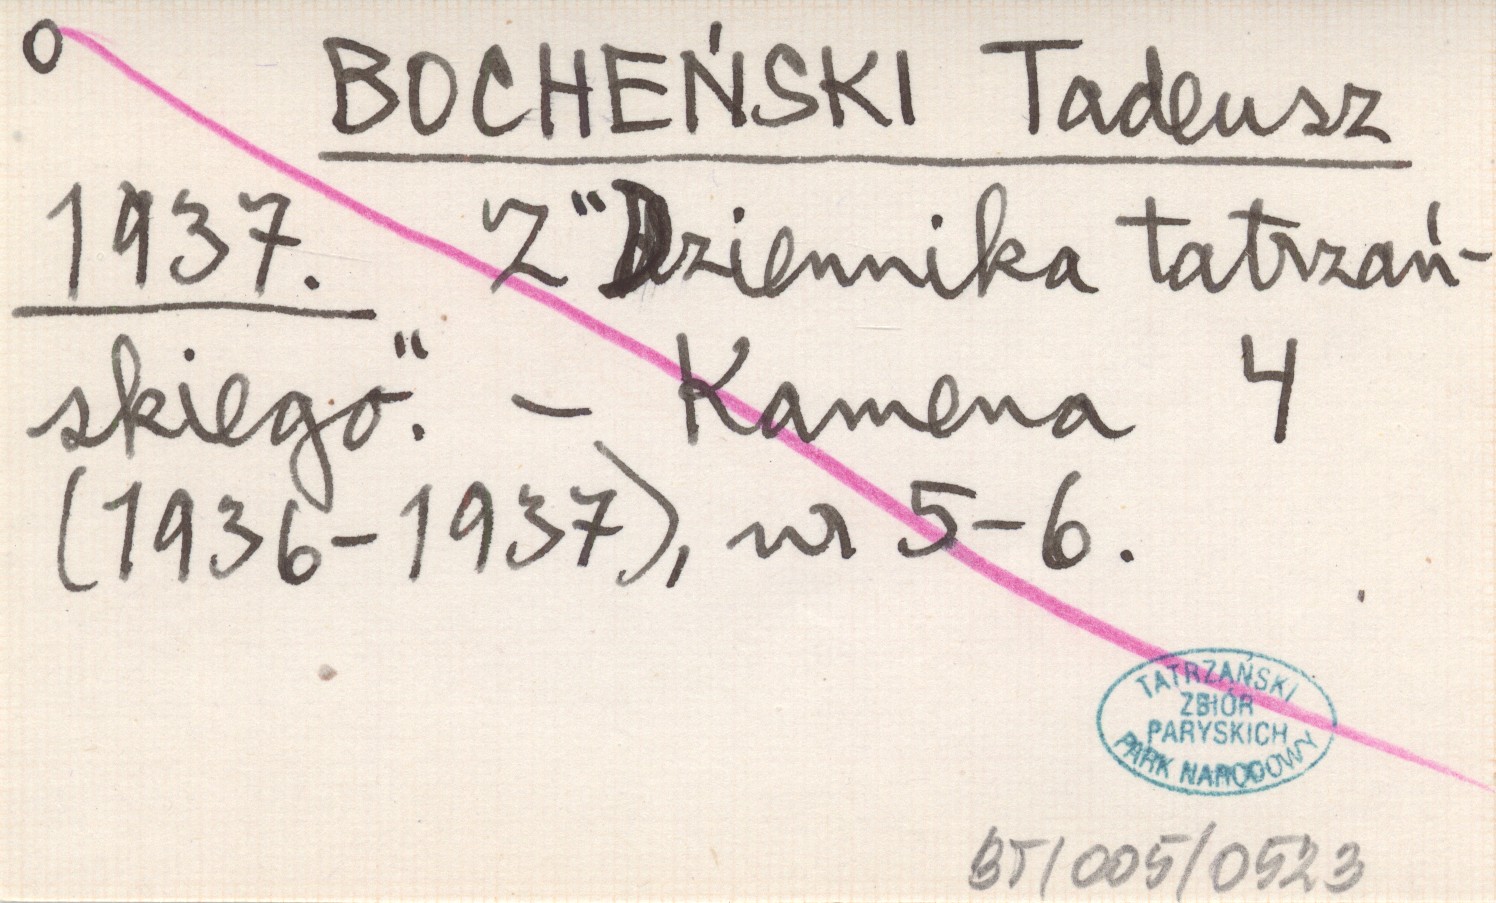 O
BOCHEŃSKI Tadeusz
1937. Z "Dziennika tatrzań-
skiego". – Kamena 4
(1936-1937), nr 5-6.
TATRZAŃSKI
ZBIÓR
PARYSKICH
PARK NARODOWY
BT/005/0523